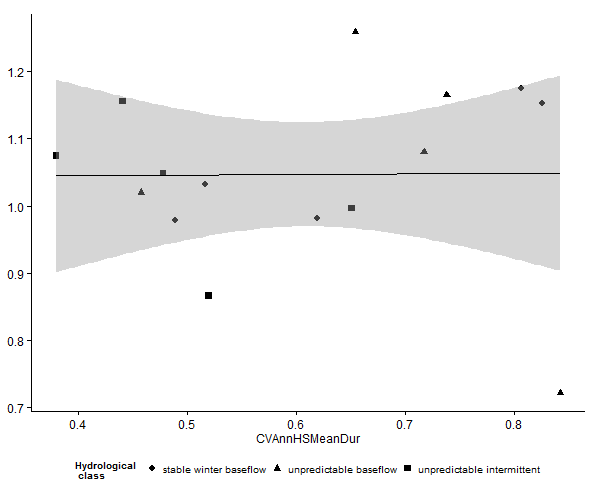 1.2
1.1
1.0
0.9
0.8
0.7
0.4 0.5 0.6 0.7 0.8
CVAnnHSMeanDur
Hydrological
class
stable winter baseflow unpredictable baseflow unpredictable intermittent